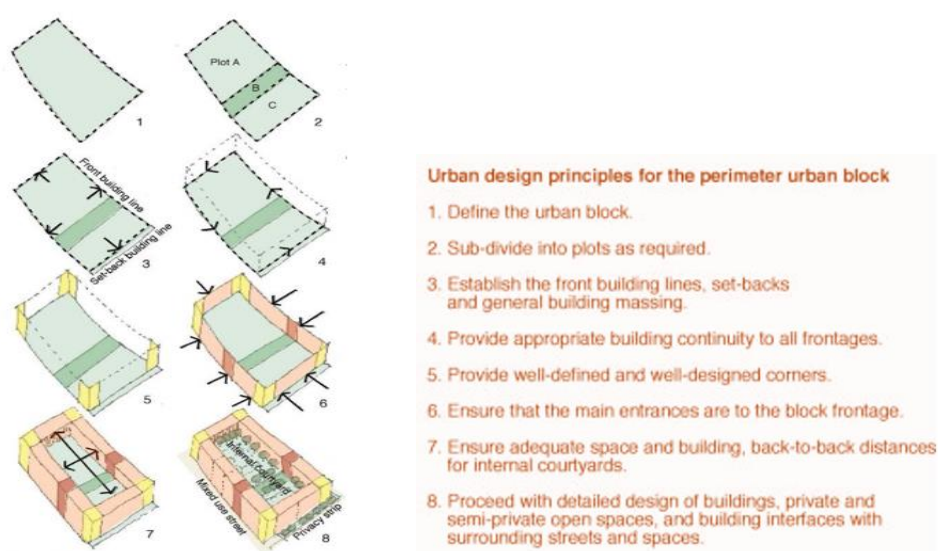 1
Plot A
B
C
2
Front building line
Set-back building line
3
4
5
6
7
Internal courtyard
Mixed use street
Privacy strip
8
Urban design principles for the perimeter urban block
1. Define the urban block.
2. Sub-divide into plots as required.
3. Establish the front building lines, set-backs
and general building massing.
4. Provide appropriate building continuity to all frontages.
5. Provide well-defined and well-designed corners.
6. Ensure that the main entrances are to the block frontage.
7. Ensure adequate space and building, back-to-back distances
for internal courtyards.
8. Proceed with detailed design of buildings, private and
semi-private open spaces, and building interfaces with
surrounding streets and spaces.